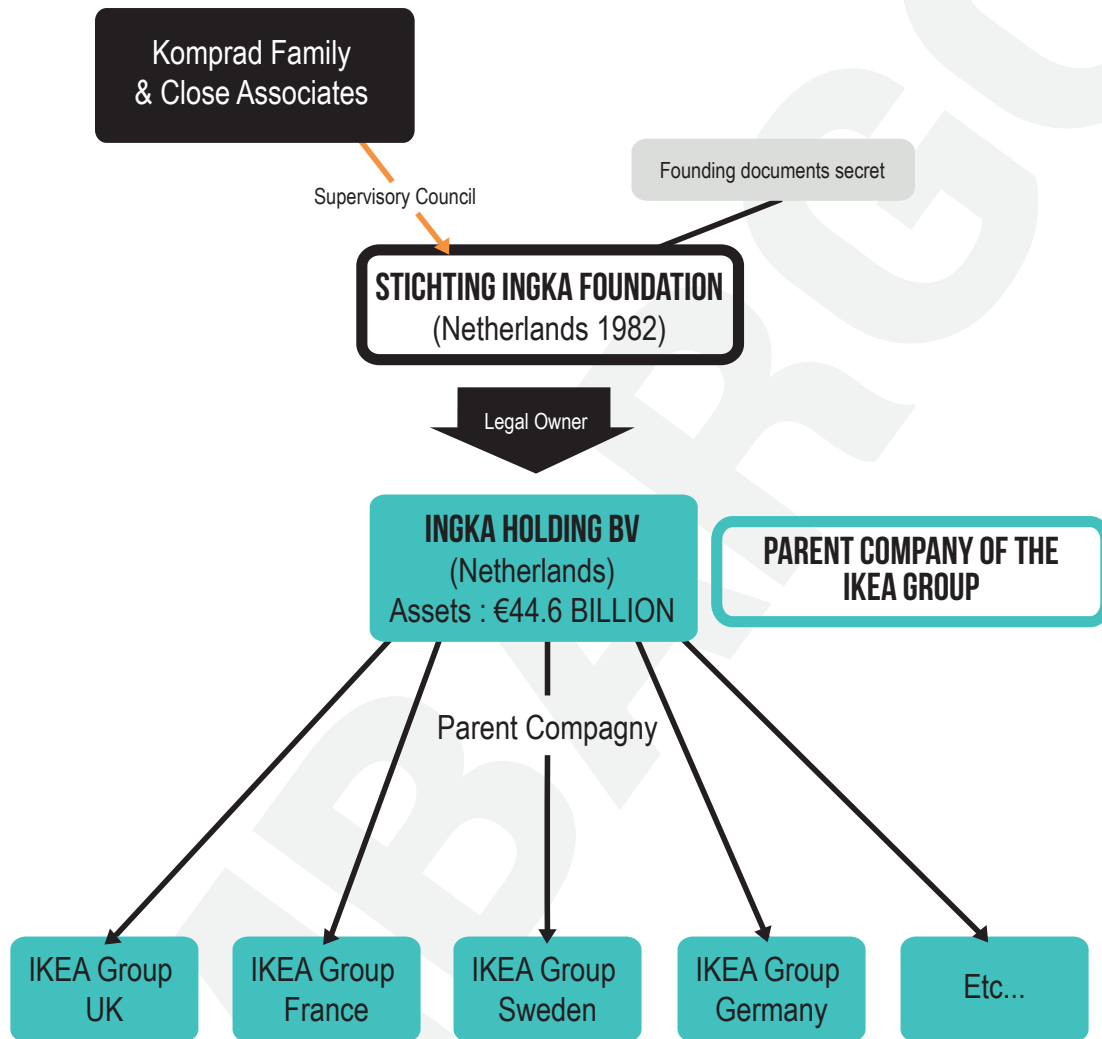 Komprad Family
& Close Associates
Founding documents secret
Supervisory Council
STICHTING INGKA FOUNDATION
(Netherlands 1982)
Legal Owner
INGKA HOLDING BV
(Netherlands)
Assets : €44.6 BILLION
PARENT COMPANY OF THE
IKEA GROUP
Parent Compagny
IKEA Group
UK
IKEA Group
France
IKEA Group
Sweden
IKEA Group
Germany
Etc...